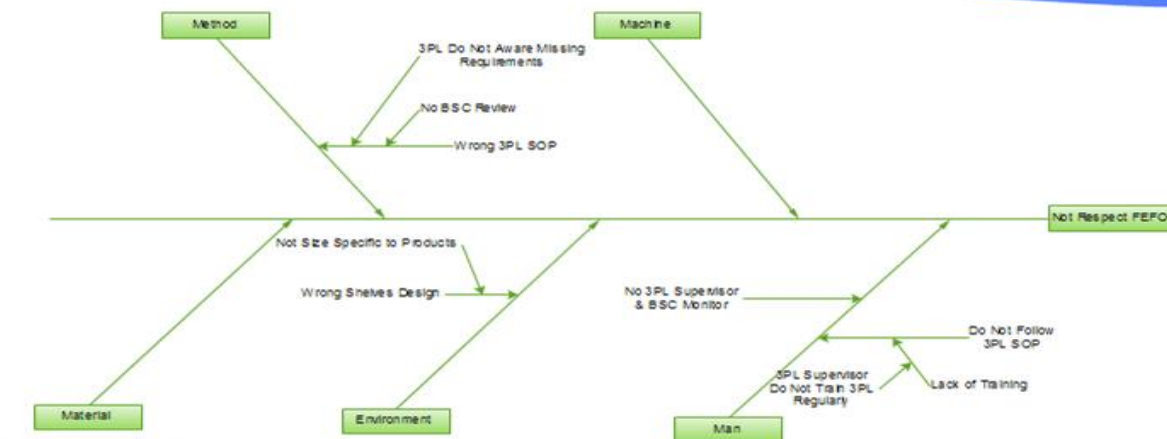 Method
Machine
3PL Do Not Aware Missing
Requirements
No BSC Review
Wrong 3PL SOP
Not Respect FEFO
Not Size Specific to Products
Wrong Shelves Design
No 3PL Supervisor
& BSC Monitor
Do Not Follow
3PL SOP
3PL Supervisor
Do Not Train 3PL
Regulary
Lack of Training
Material
Environment
Man